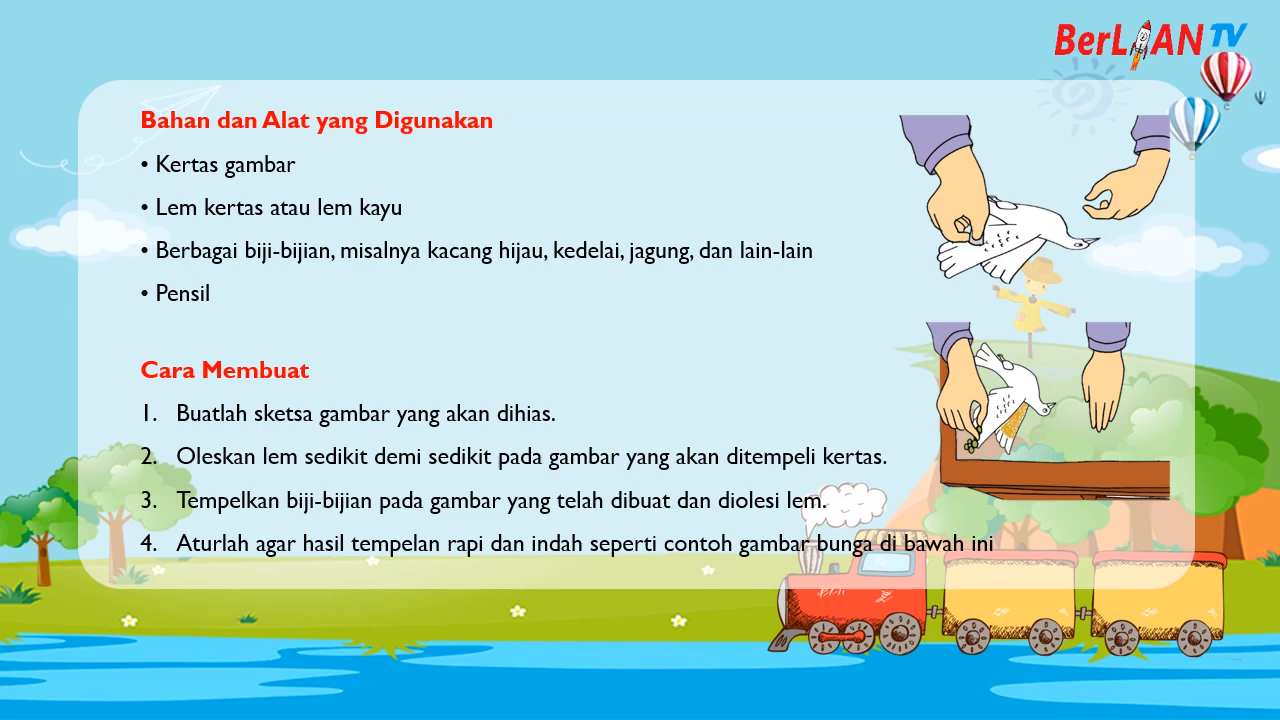 BerLIAN TV
Bahan dan Alat yang Digunakan
• Kertas gambar
• Lem kertas atau lem kayu
• Berbagai biji-bijian, misalnya kacang hijau, kedelai, jagung, dan lain-lain
• Pensil
Cara Membuat
1. Buatlah sketsa gambar yang akan dihias.
2. Oleskan lem sedikit demi sedikit pada gambar yang akan ditempeli kertas.
3. Tempelkan biji-bijian pada gambar yang telah dibuat dan diolesi lem.
4. Aturlah agar hasil tempelan rapi dan indah seperti contoh gambar bunga di bawah ini